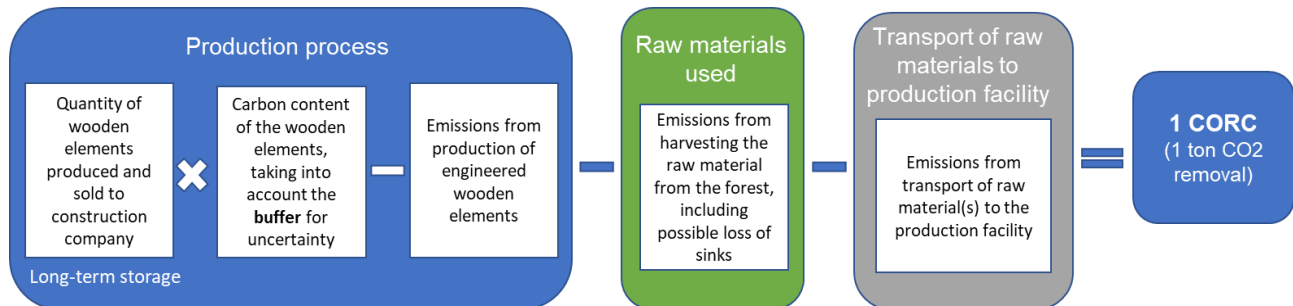 Production process
Quantity of
wooden
elements
produced and
sold to
construction
company
Carbon content
of the wooden
elements,
taking into
account the
buffer for
uncertainty
Emissions from
production of
engineered
wooden
elements
Long-term storage
Raw materials
used
Emissions from
harvesting the
raw material
from the forest,
including
possible loss of
sinks
Transport of raw
materials to
production facility
Emissions from
transport of raw
material(s) to the
production facility
1 CORC
(1 ton CO2
removal)